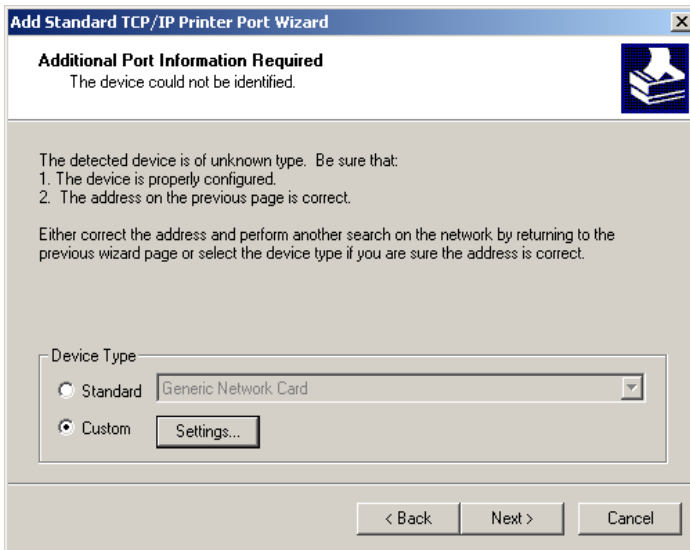 Add Standard TCP/IP Printer Port Wizard
Additional Port Information Required
The device could not be identified.
The detected device is of unknown type.  Be sure that:
1. The device is properly configured.
2.  The address on the previous page is correct.
Either correct the address and perform another search on the network by returning to the
previous wizard page or select the device type if you are sure the address is correct.
Device Type
Standard
Generic Network Card
Custom
Settings...
< Back
Next >
Cancel